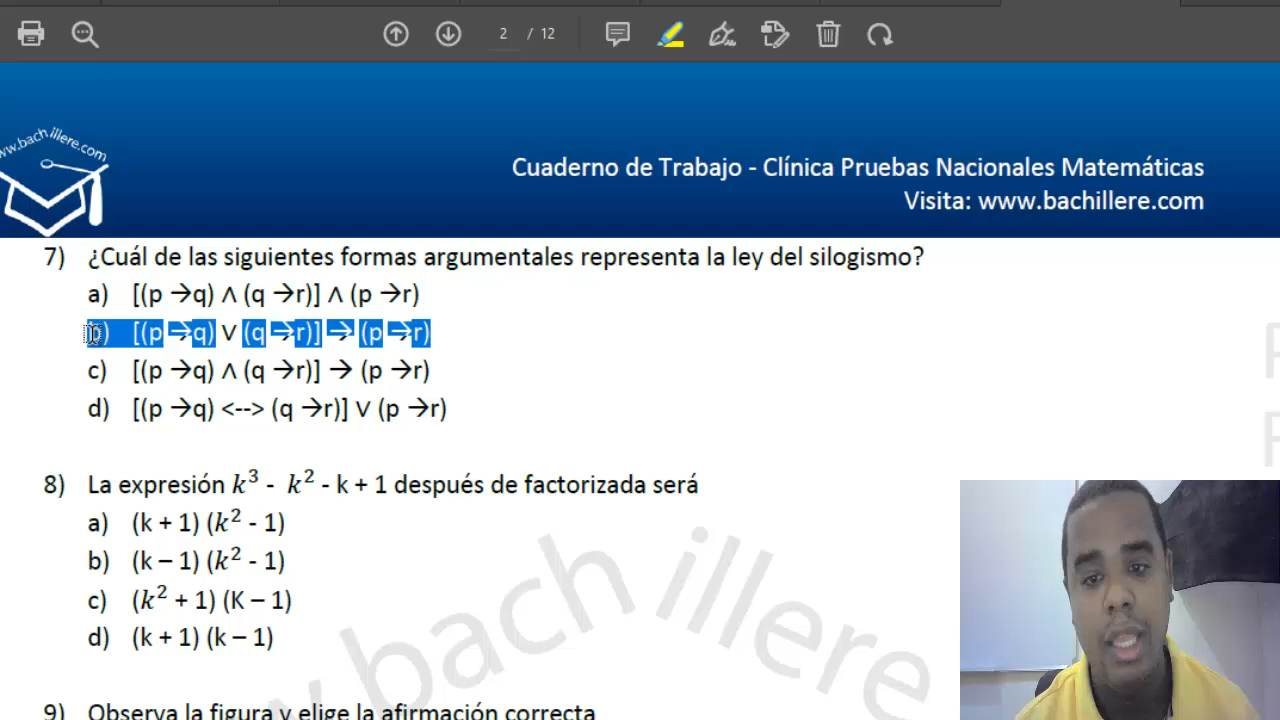 2 / 12
www.bachillere.com
Cuaderno de Trabajo - Clínica Pruebas Nacionales Matemáticas
Visita: www.bachillere.com
7) ¿Cuál de las siguientes formas argumentales representa la ley del silogismo?
a) [(p →q) ∧ (q →r)] ∧ (p →r)
b) [(p →q) ∨ (q →r)] → (p →r)
c) [(p →q) ∧ (q →r)] → (p →r)
d) [(p →q) <--> (q →r)] ∨ (p →r)
8) La expresión k³ - k² - k + 1 después de factorizada será
a) (k + 1) (k² - 1)
b) (k – 1) (k² - 1)
c) (k² + 1) (K – 1)
d) (k + 1) (k – 1)
w bach illere
9) Observa la figura y elige la afirmación correcta